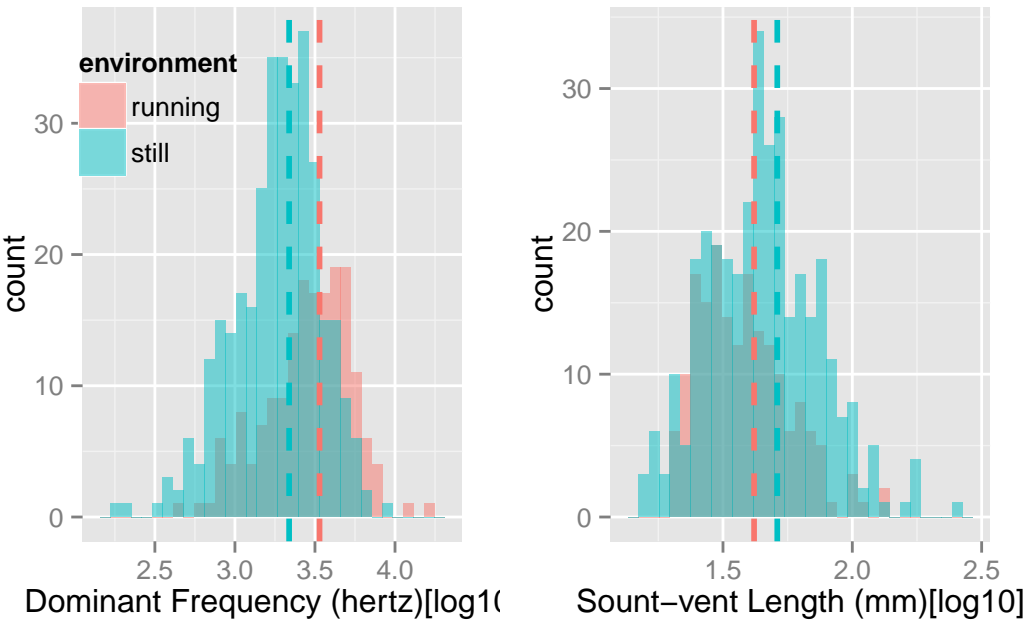 environment
running
still
30
20
10
0
count
2.5 3.0 3.5 4.0
Dominant Frequency (hertz)[log10
30
20
10
0
count
1.5 2.0 2.5
Sount−vent Length (mm)[log10]